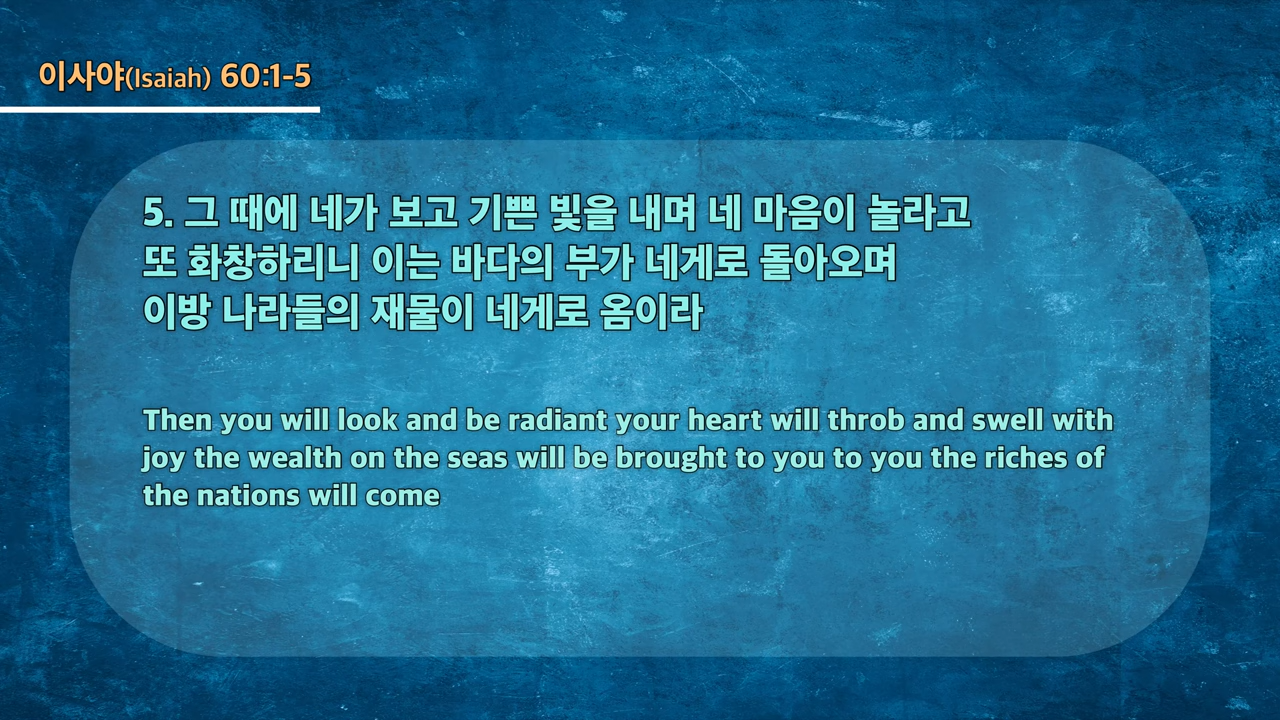 이사야(Isaiah) 60:1-5
5. 그 때에 네가 보고 기쁜 빛을 내며 네 마음이 놀라고
또 화창하리니 이는 바다의 부가 네게로 돌아오며
이방 나라들의 재물이 네게로 옴이라
Then you will look and be radiant your heart will throb and swell with
joy the wealth on the seas will be brought to you to you the riches of
the nations will come